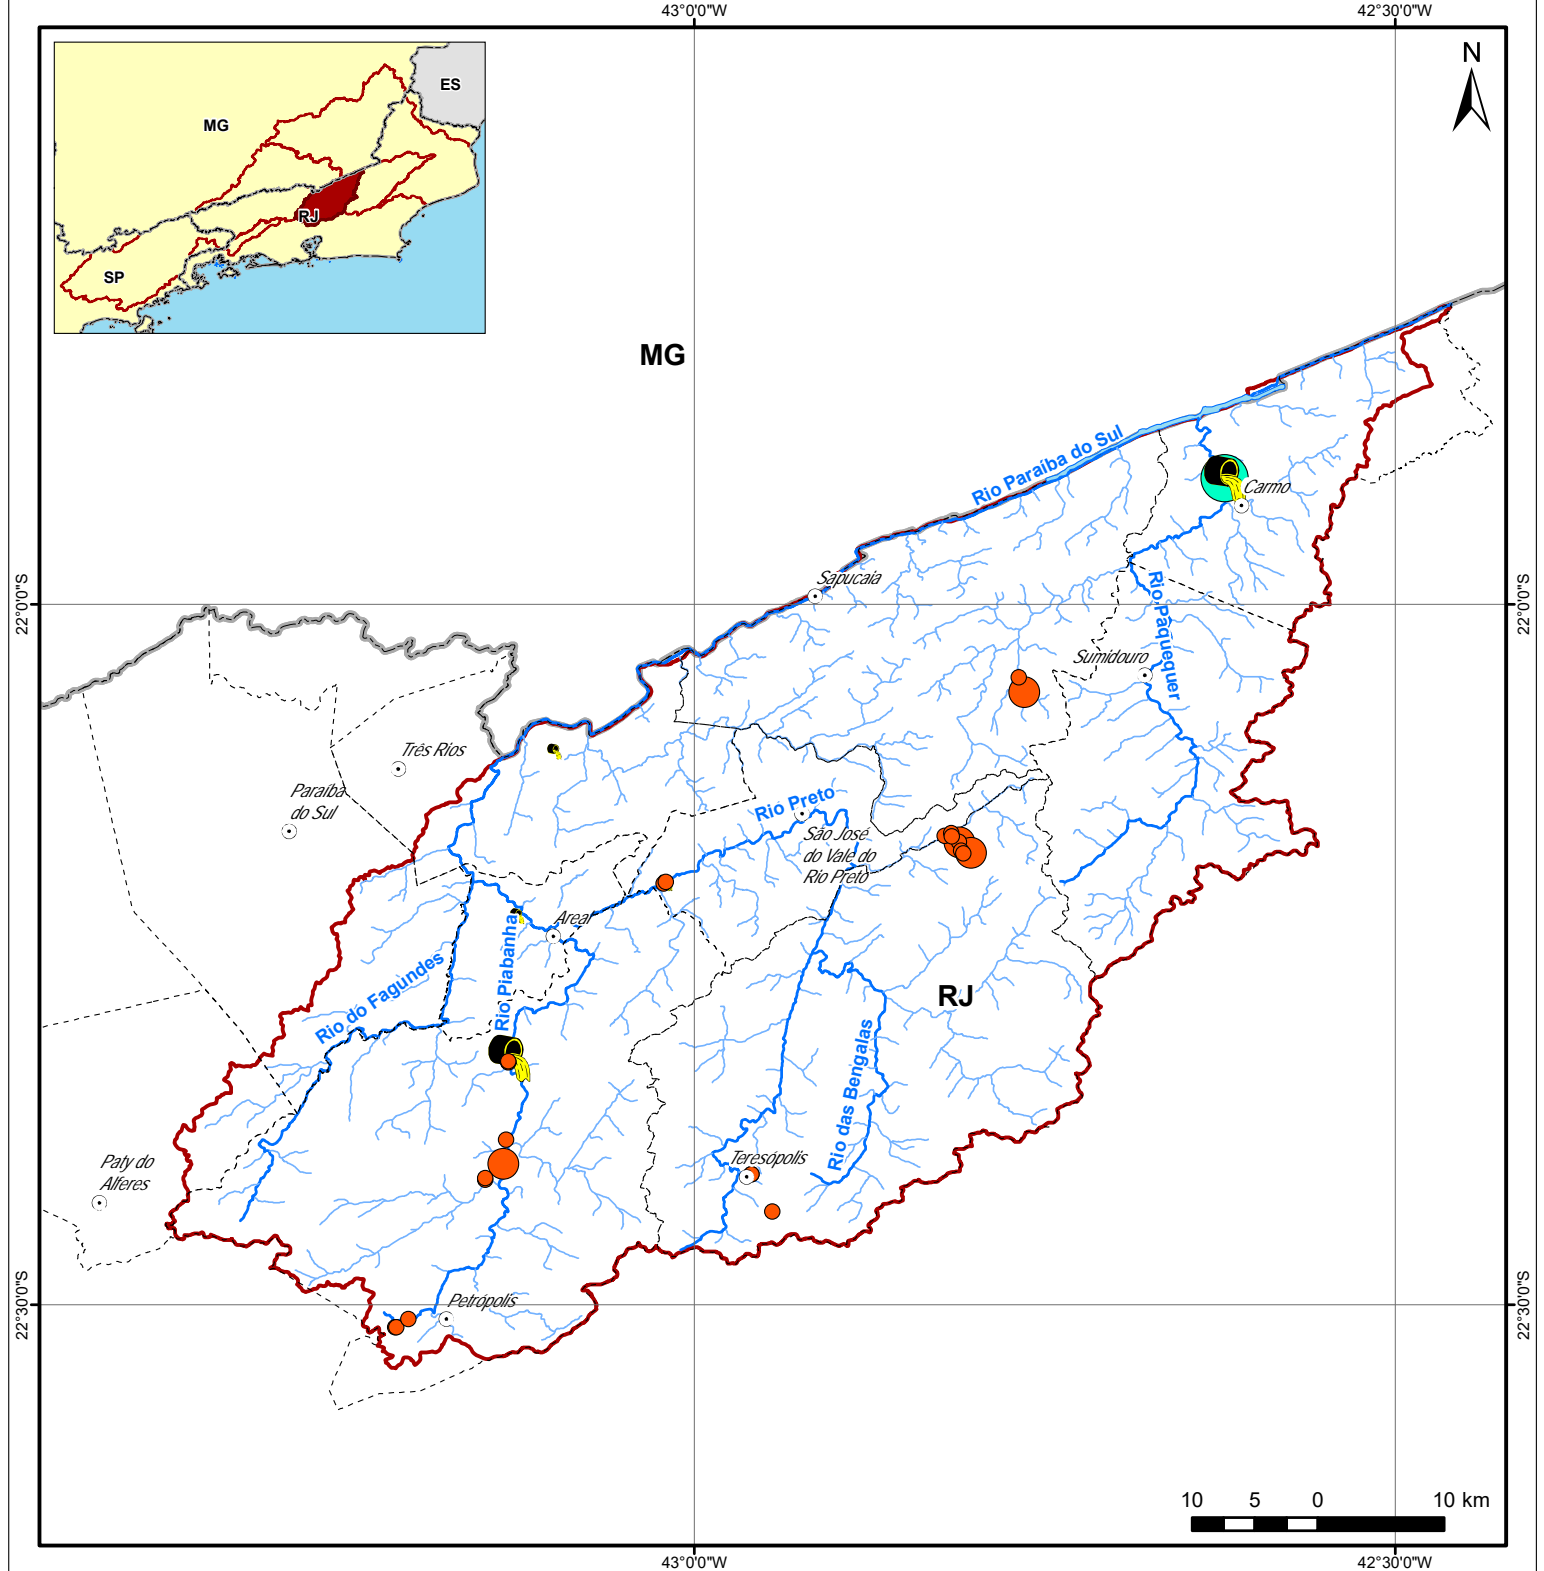 43°0'0"W
42°30'0"W
N
ES
MG
RJ
SP
MG
Rio Paraíba do Sul
Carmo
Sapucaia
22°0'0"S
22°0'0"S
Rio Paquequer
Sumidouro
Três Rios
Paraíba
do Sul
Rio Preto
São José
do Vale do
Rio Preto
Areal
Rio Piabanha
Rio do Fagundes
RJ
Rio das Bengalas
Paty do
Alferes
Teresópolis
Petrópolis
22°30'0"S
22°30'0"S
10 5 0 10 km
43°0'0"W
42°30'0"W